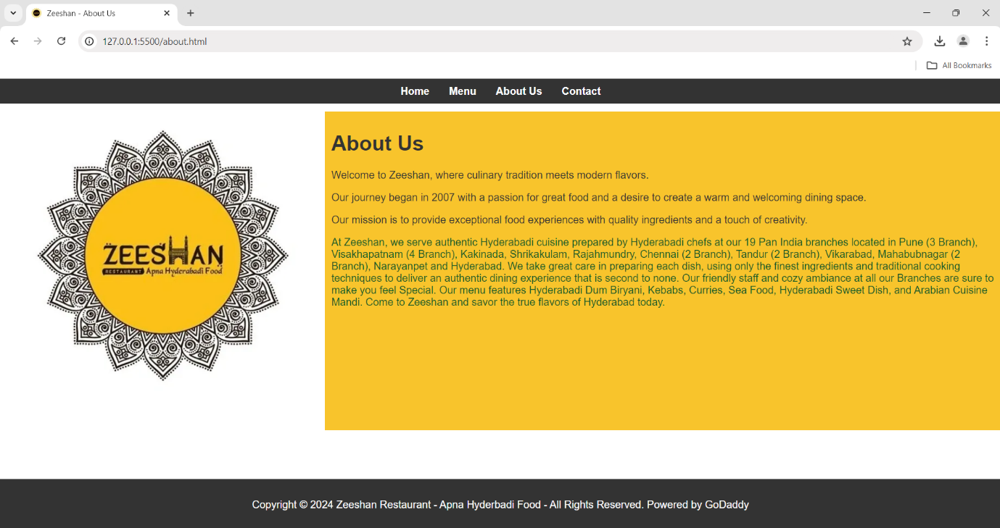 Zeeshan - About Us
127.0.0.1:5500/about.html
All Bookmarks
Home Menu About Us Contact
ZEESHAN
RESTAURANT Apna Hyderabadi Food
About Us
Welcome to Zeeshan, where culinary tradition meets modern flavors.
Our journey began in 2007 with a passion for great food and a desire to create a warm and welcoming dining space.
Our mission is to provide exceptional food experiences with quality ingredients and a touch of creativity.
At Zeeshan, we serve authentic Hyderabadi cuisine prepared by Hyderabadi chefs at our 19 Pan India branches located in Pune (3 Branch),
Visakhapatnam (4 Branch), Kakinada, Shrikakulam, Rajahmundry, Chennai (2 Branch), Tandur (2 Branch), Vikarabad, Mahabubnagar (2
Branch), Narayanpet and Hyderabad. We take great care in preparing each dish, using only the finest ingredients and traditional cooking
techniques to deliver an authentic dining experience that is second to none. Our friendly staff and cozy ambiance at all our Branches are sure to
make you feel Special. Our menu features Hyderabadi Dum Biryani, Kebabs, Curries, Sea Food, Hyderabadi Sweet Dish, and Arabian Cuisine
Mandi. Come to Zeeshan and savor the true flavors of Hyderabad today.
Copyright © 2024 Zeeshan Restaurant - Apna Hyderbadi Food - All Rights Reserved. Powered by GoDaddy